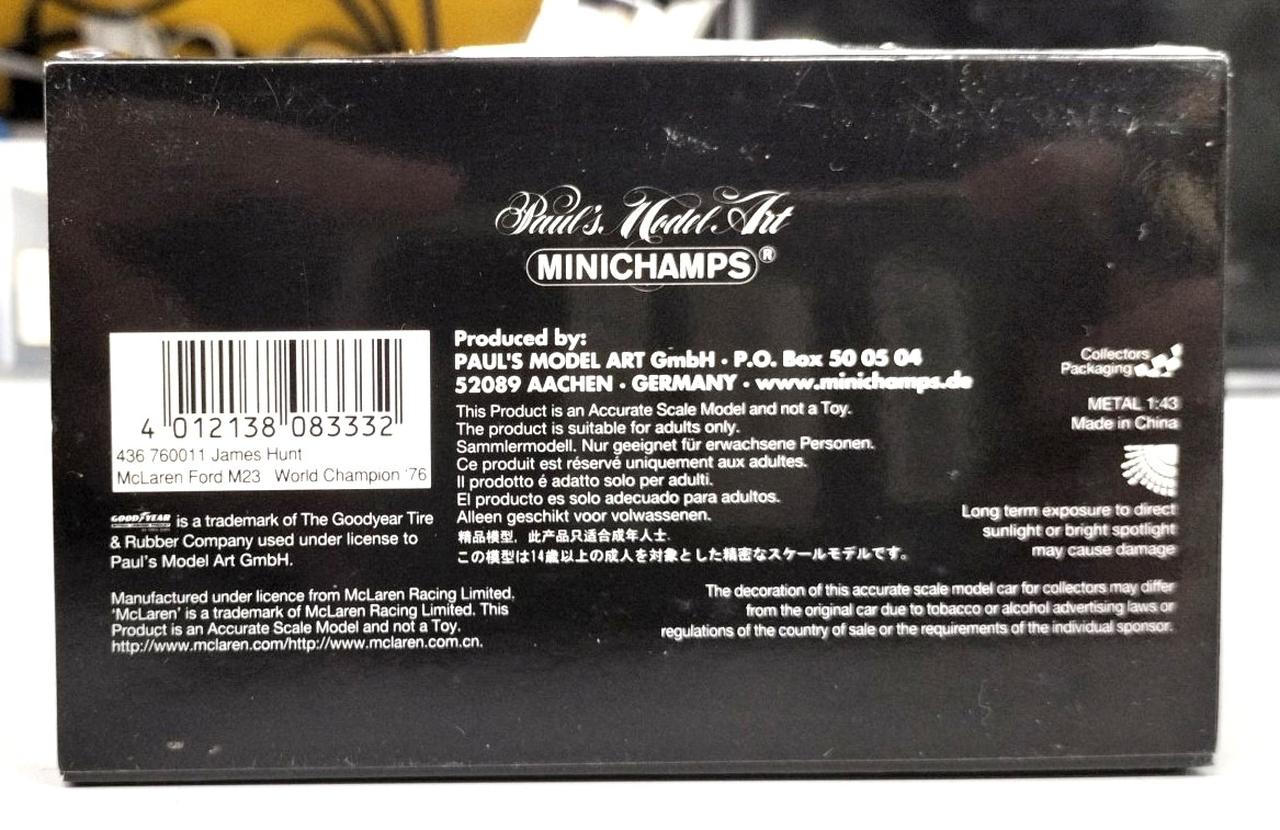 Paul's Model Art
MINICHAMPS®
4 012138 083332
436 760011 James Hunt
McLaren Ford M23 World Champion '76
GOODYEAR is a trademark of The Goodyear Tire
& Rubber Company used under license to
Paul's Model Art GmbH.
Manufactured under licence from McLaren Racing Limited.
'McLaren' is a trademark of McLaren Racing Limited. This
Product is an Accurate Scale Model and not a Toy.
http://www.mclaren.com/http://www.mclaren.com.cn.
Produced by:
PAUL'S MODEL ART GmbH · P.O. Box 50 05 04
52089 AACHEN · GERMANY · www.minichamps.de
This Product is an Accurate Scale Model and not a Toy.
The product is suitable for adults only.
Sammlermodell. Nur geeignet für erwachsene Personen.
Ce produit est réservé uniquement aux adultes.
Il prodotto é adatto solo per adulti.
El producto es solo adecuado para adultos.
Alleen geschikt voor volwassenen.
精品模型，此产品只适合成年人士.
この模型は14歳以上の成人を対象とした精密なスケールモデルです。
Collectors
Packaging
METAL 1:43
Made in China
Long term exposure to direct
sunlight or bright spotlight
may cause damage
The decoration of this accurate scale model car for collectors may differ
from the original car due to tobacco or alcohol advertising laws or
regulations of the country of sale or the requirements of the individual sponsor.